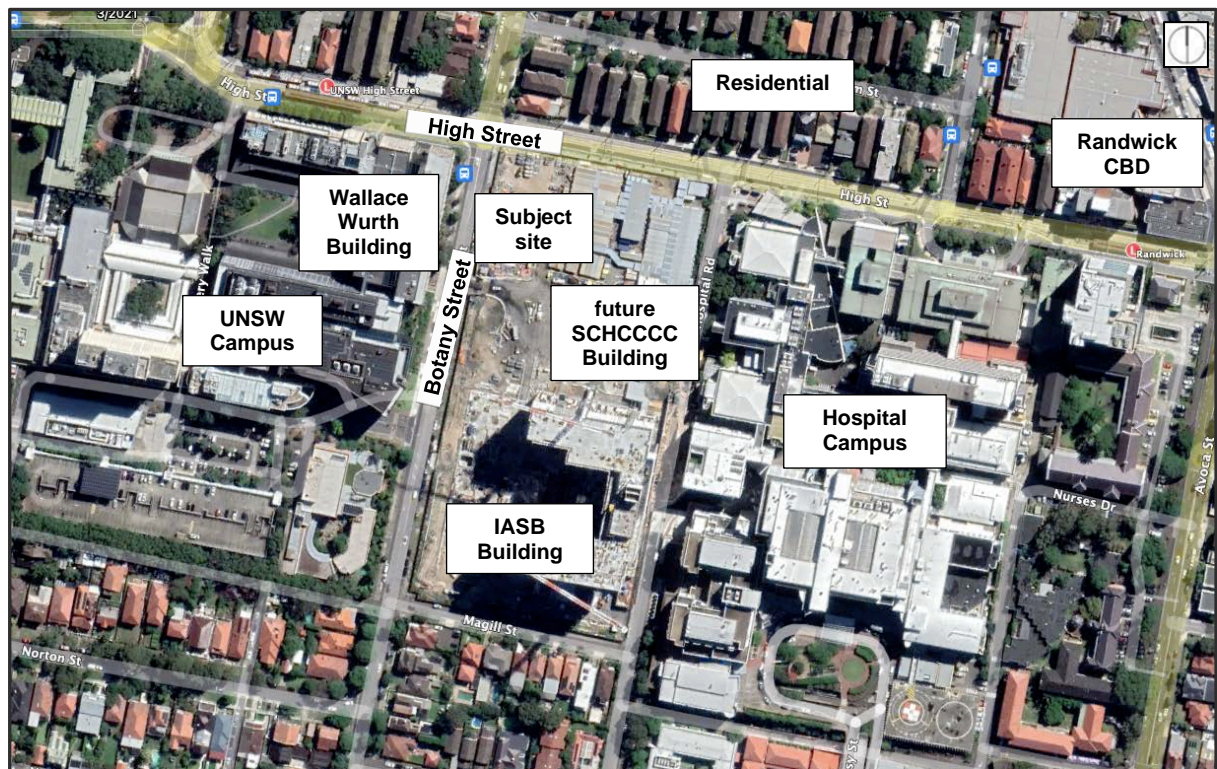 3/2021
High St
UNSW High Street
High Street
Residential
Randwick
CBD
High St
Randwick
Wallace
Wurth
Building
Subject
site
UNSW
Campus
Botany Street
future
SCHCCCC
Building
Hospital
Campus
IASB
Building
Nurses Dr
Avoca St
Magill St
Norton St